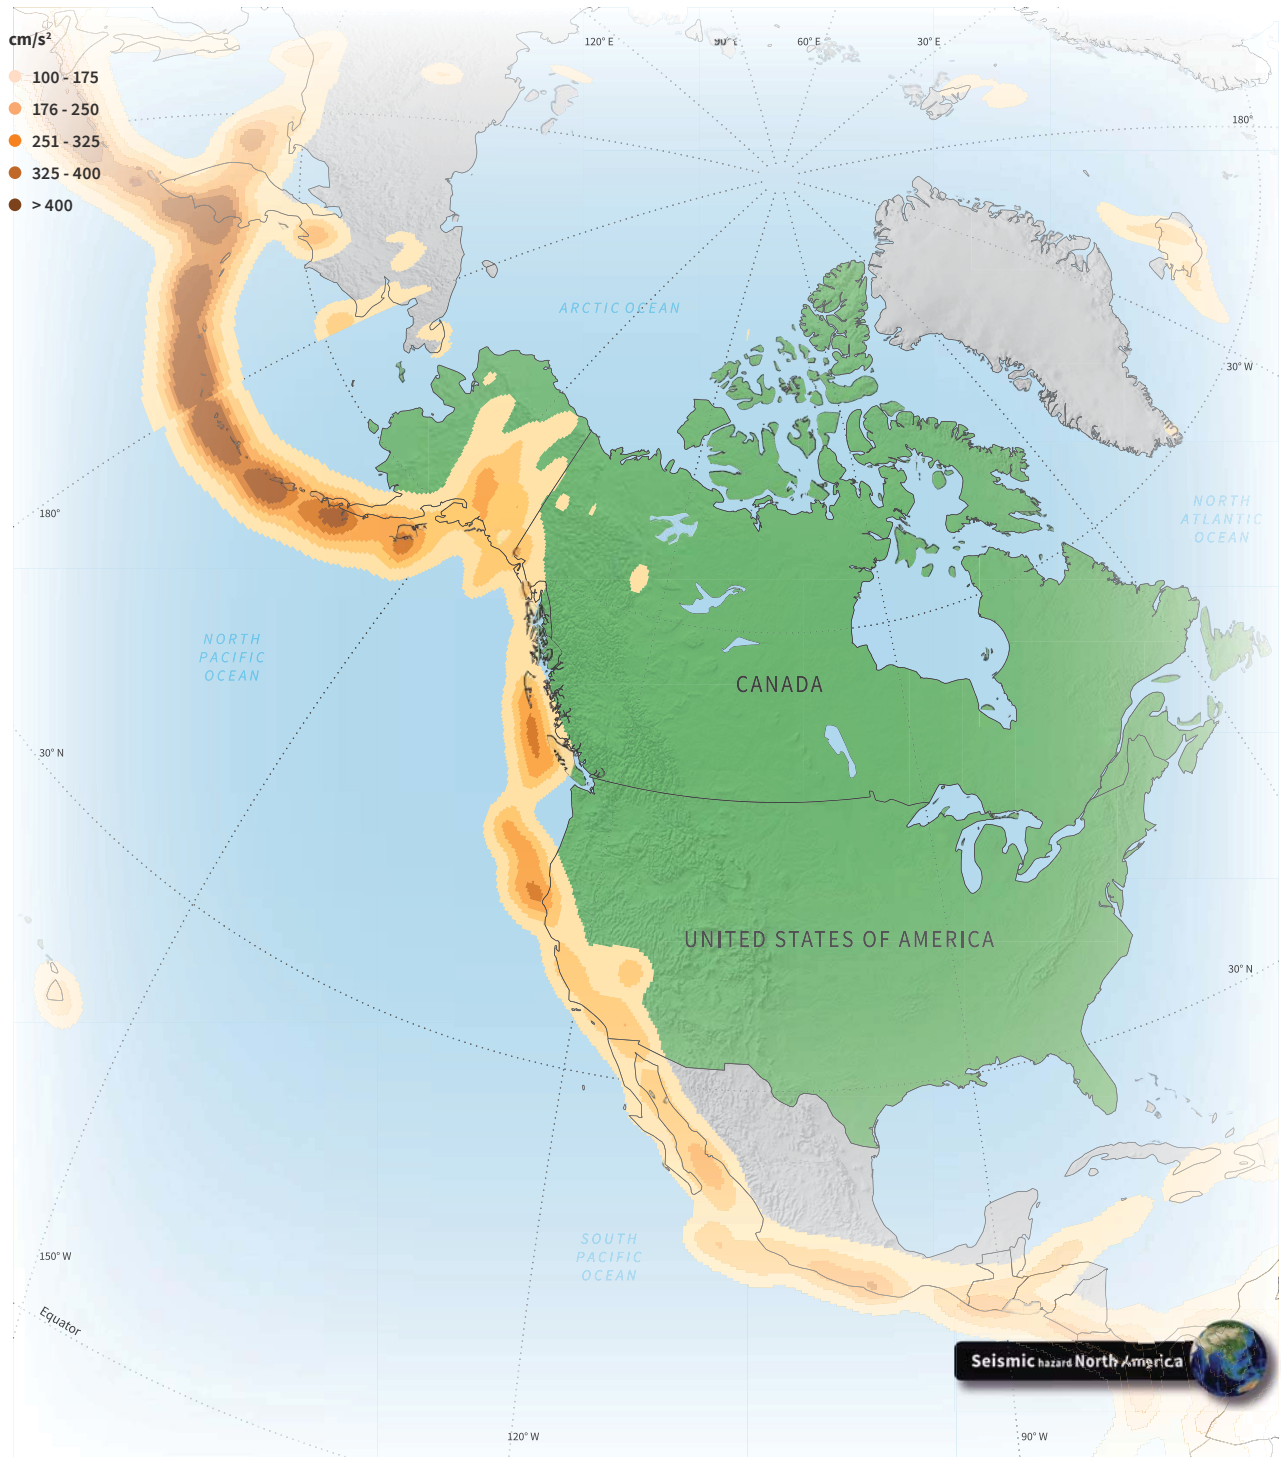 cm/s²
100 - 175
176 - 250
251 - 325
325 - 400
> 400
120° E
60° E
30° E
180°
ARCTIC OCEAN
30° W
NORTH
ATLANTIC
OCEAN
180°
NORTH
PACIFIC
OCEAN
CANADA
30° N
UNITED STATES OF AMERICA
30° N
SOUTH
PACIFIC
OCEAN
150° W
Equator
Seismic hazard North America
120° W
90° W